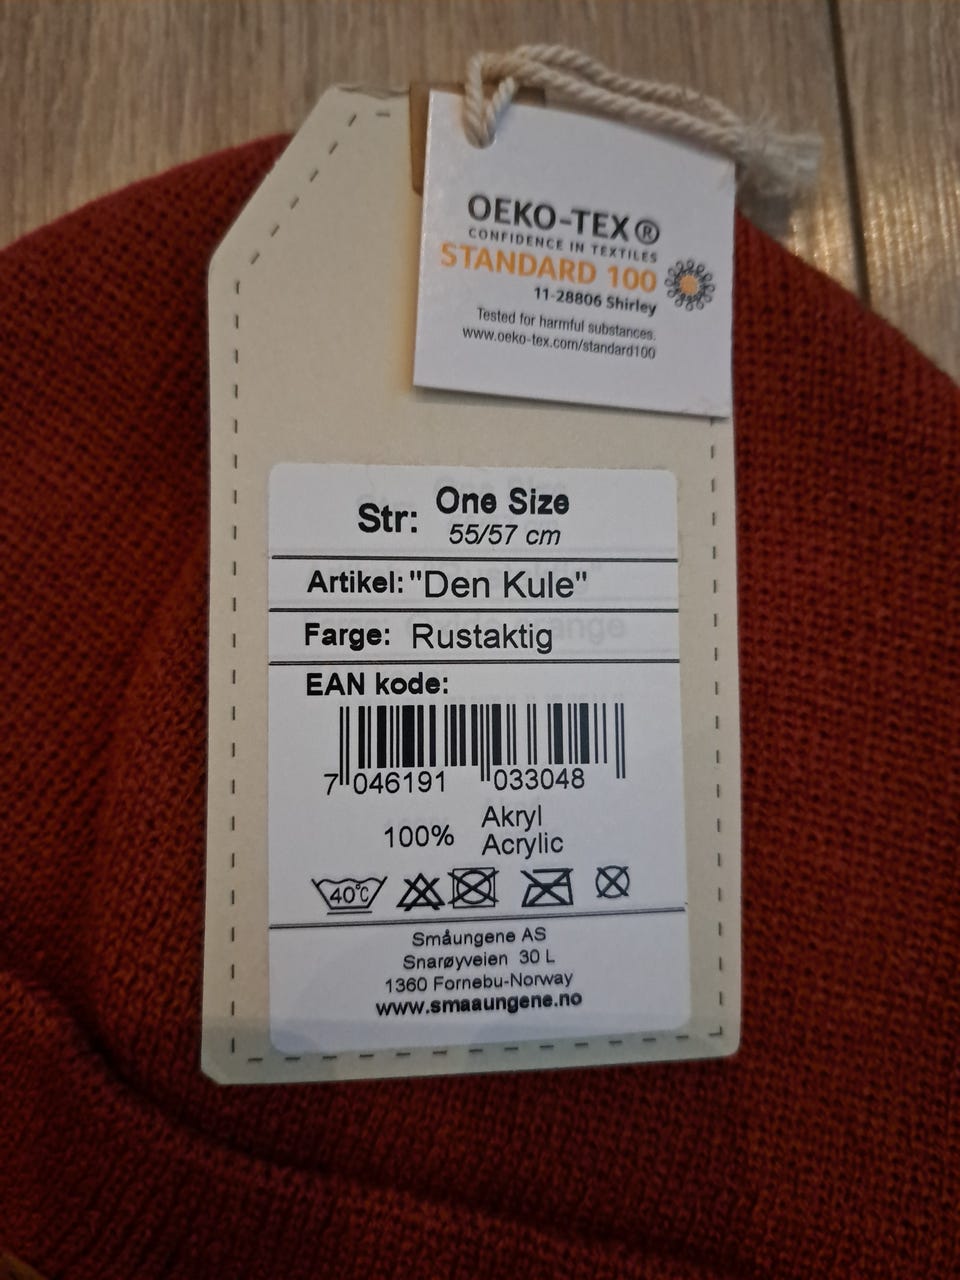 OEKO-TEX®
CONFIDENCE IN TEXTILES
STANDARD 100
11-28806 Shirley
Tested for harmful substances.
www.oeko-tex.com/standard100
Str: One Size
55/57 cm
Artikel: "Den Kule"
Farge: Rustaktig
EAN kode:
7 046191 033048
100% Akryl
Acrylic
40°C
Småungene AS
Snarøyveien 30 L
1360 Fornebu-Norway
www.smaaungene.no